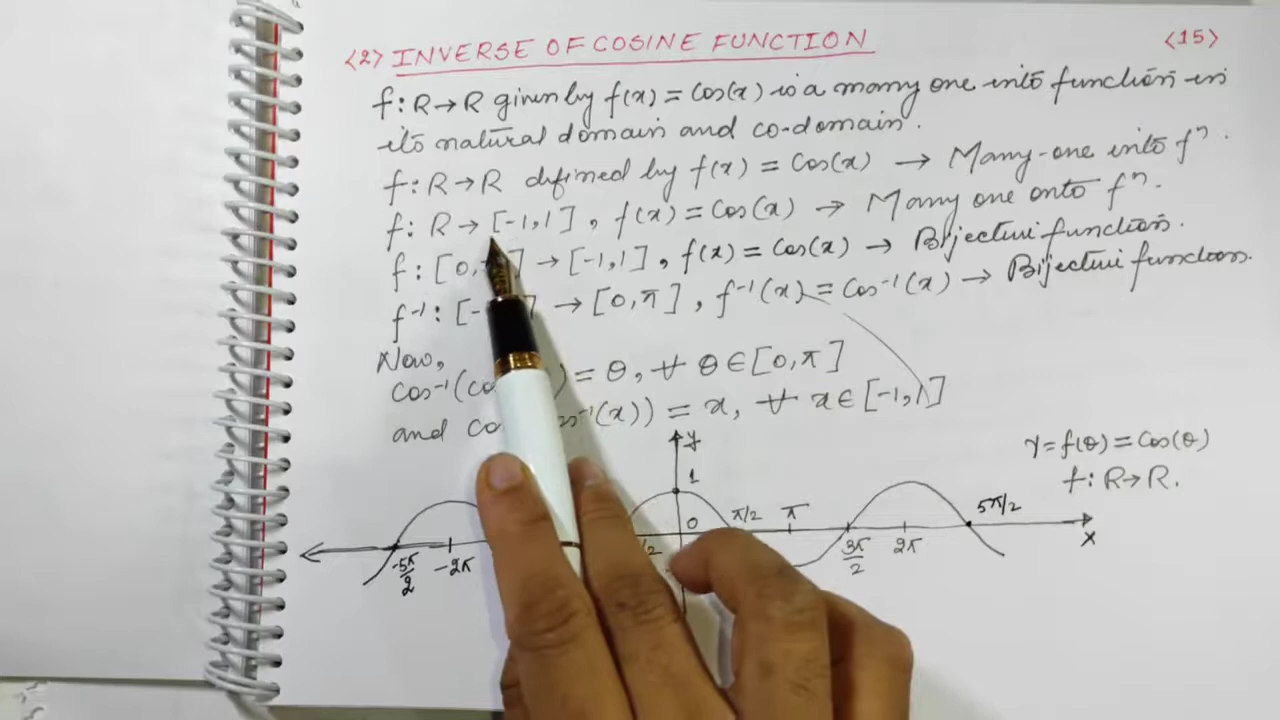 <2> INVERSE OF COSINE FUNCTION <15>
f: R→R given by f(x) = Cos(x) is a many one into function in
its natural domain and co-domain.
f: R→R defined by f(x) = Cos(x) → Many-one into fⁿ.
f: R→[-1,1], f(x) = Cos(x) → Many one onto fⁿ.
f: [0, ] → [-1,1], f(x) = Cos(x) → Bijective function.
f⁻¹: [- ] → [0,π], f⁻¹(x) = Cos⁻¹(x) → Bijective function.
Now,
Cos⁻¹(Co ) = θ, ∀ θ∈[0,π]
and Co s⁻¹(x)) = x, ∀ x∈[-1,1]
y
Y=f(θ)=Cos(θ)
f: R→R.
1
0 π/2 π 5π/2
-5π/2 -2π /2 3π/2 2π x